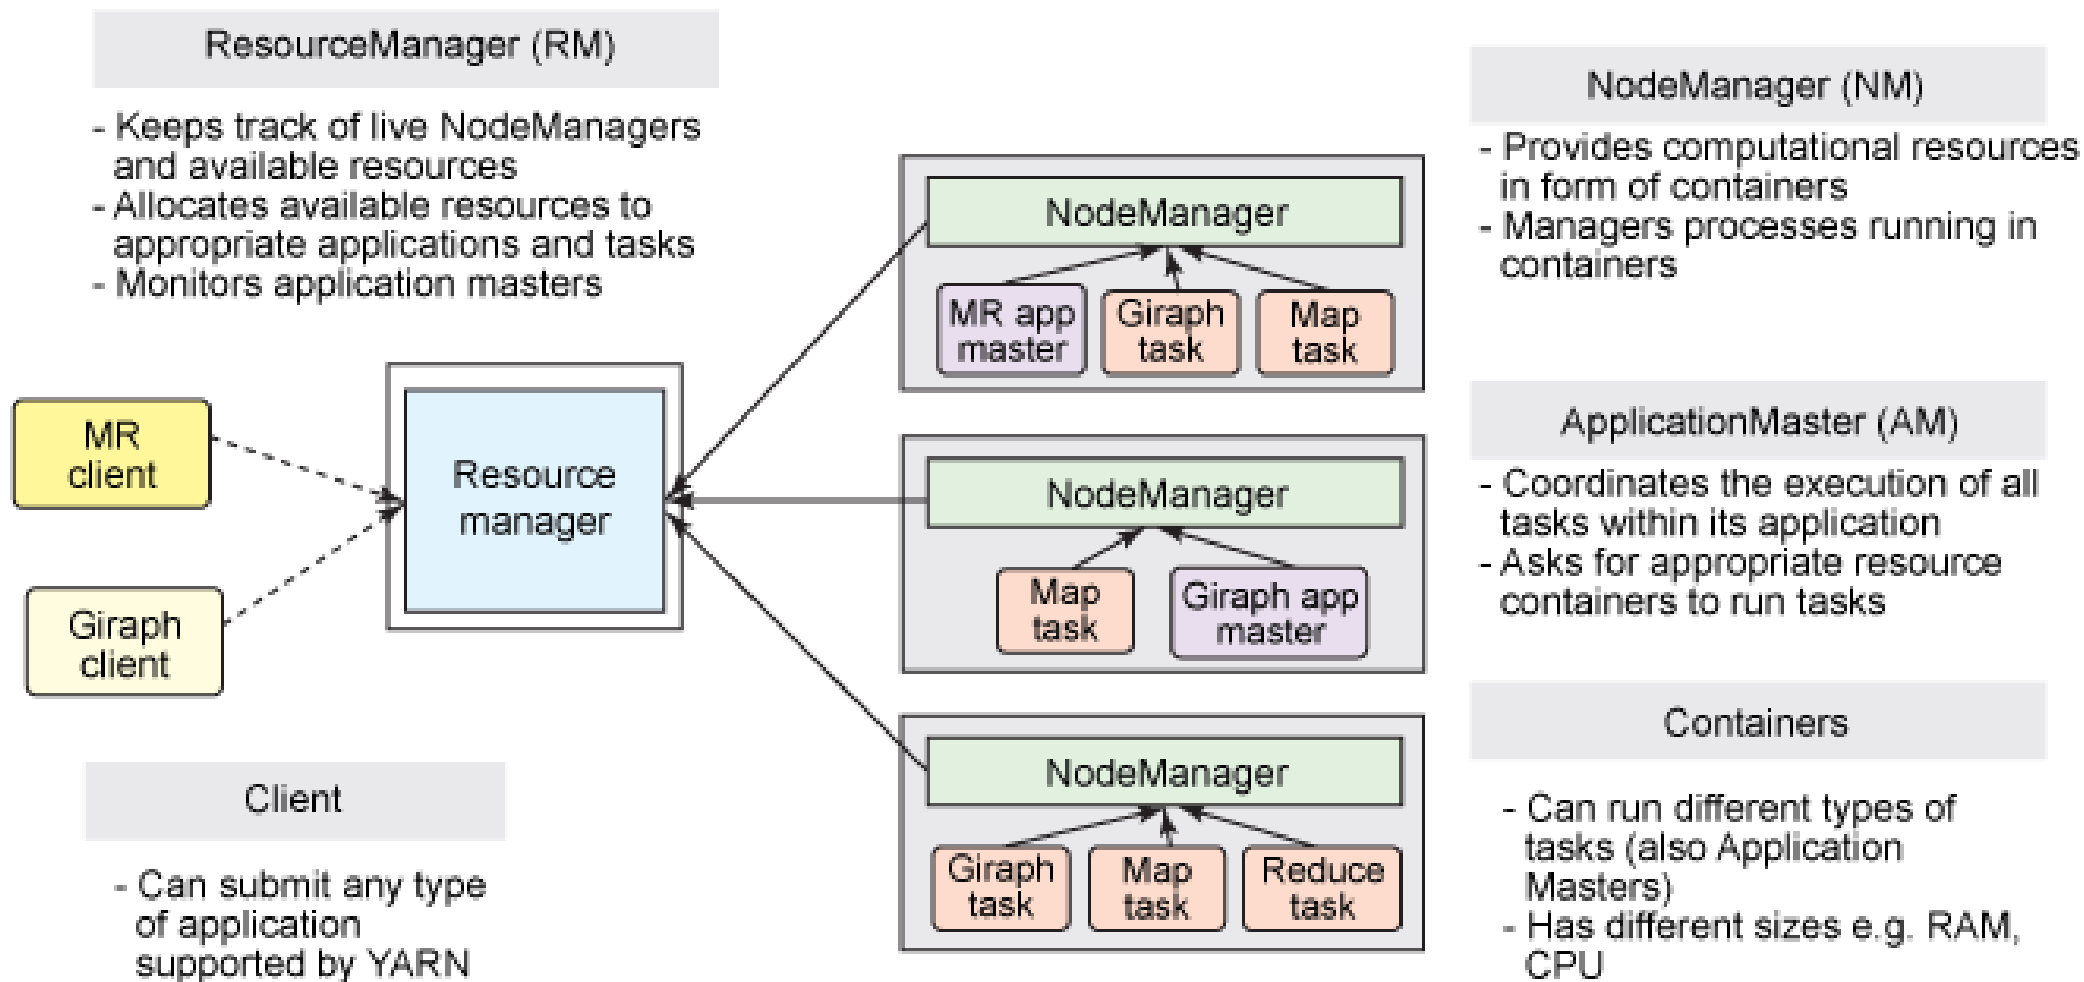 ResourceManager (RM)
- Keeps track of live NodeManagers
and available resources
- Allocates available resources to
appropriate applications and tasks
- Monitors application masters
MR
client
Giraph
client
Resource
manager
Client
- Can submit any type
of application
supported by YARN
NodeManager
MR app
master
Giraph
task
Map
task
NodeManager
Map
task
Giraph app
master
NodeManager
Giraph
task
Map
task
Reduce
task
NodeManager (NM)
- Provides computational resources
in form of containers
- Managers processes running in
containers
ApplicationMaster (AM)
- Coordinates the execution of all
tasks within its application
- Asks for appropriate resource
containers to run tasks
Containers
- Can run different types of
tasks (also Application
Masters)
- Has different sizes e.g. RAM,
CPU